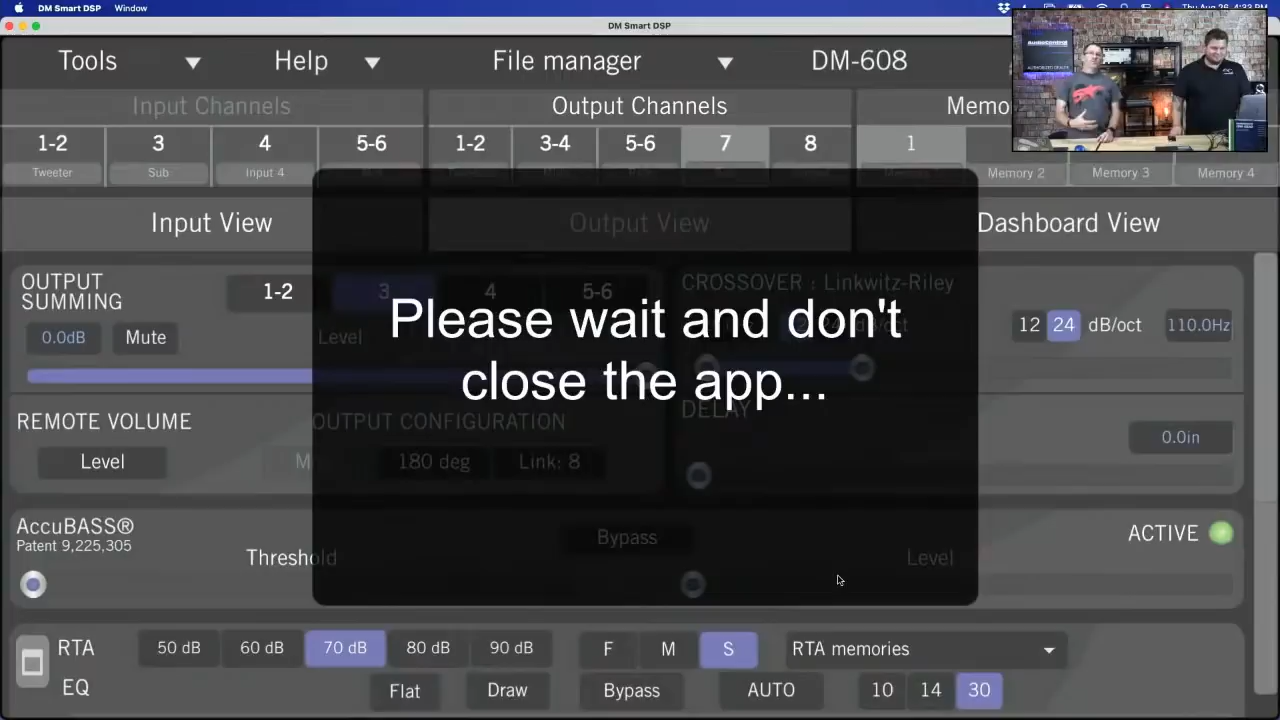 DM Smart DSP Window
DM Smart DSP
Tools Help File manager DM-608
Input Channels Output Channels Memo
1-2 3 4 5-6 1-2 3-4 5-6 7 8 1
Tweeter Sub Input 4 Memory 2 Memory 3 Memory 4
Input View Output View Dashboard View
OUTPUT
SUMMING
1-2 3 4 5-6
CROSSOVER : Linkwitz-Riley
12 24 dB/oct 110.0Hz
0.0dB Mute Level
Please wait and don't
close the app...
REMOTE VOLUME OUTPUT CONFIGURATION DELAY
Level M 180 deg Link: 8 0.0in
AccuBASS®
Patent 9,225,305
Threshold Bypass Level ACTIVE
RTA 50 dB 60 dB 70 dB 80 dB 90 dB F M S RTA memories
EQ Flat Draw Bypass AUTO 10 14 30